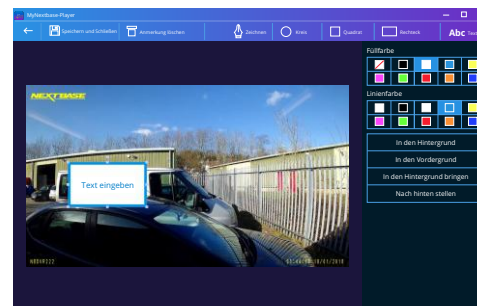 MyNextbase-Player
Speichern und Schließen
Anmerkung löschen
Zeichnen
Kreis
Quadrat
Rechteck
Abc Text
Füllfarbe
NEXTBASE
Linienfarbe
In den Hintergrund
In den Vordergrund
In den Hintergrund bringen
Nach hinten stellen
Text eingeben